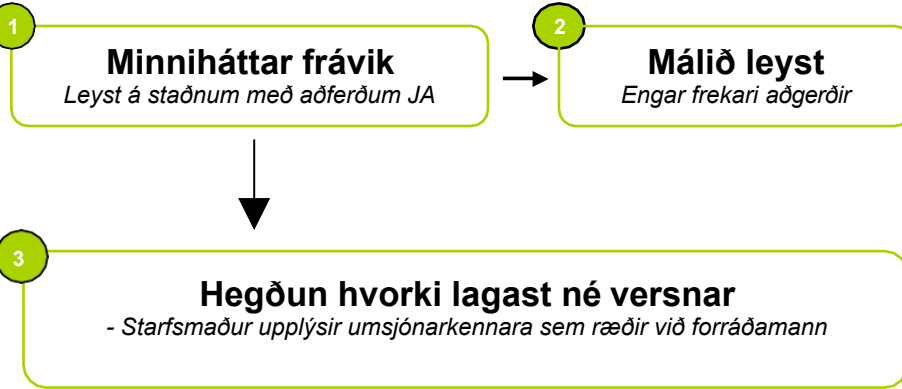 1
Minniháttar frávik
Leyst á staðnum með aðferðum JA
2
Málið leyst
Engar frekari aðgerðir
3
Hegðun hvorki lagast né versnar
- Starfsmaður upplýsir umsjónarkennara sem ræðir við forráðamann